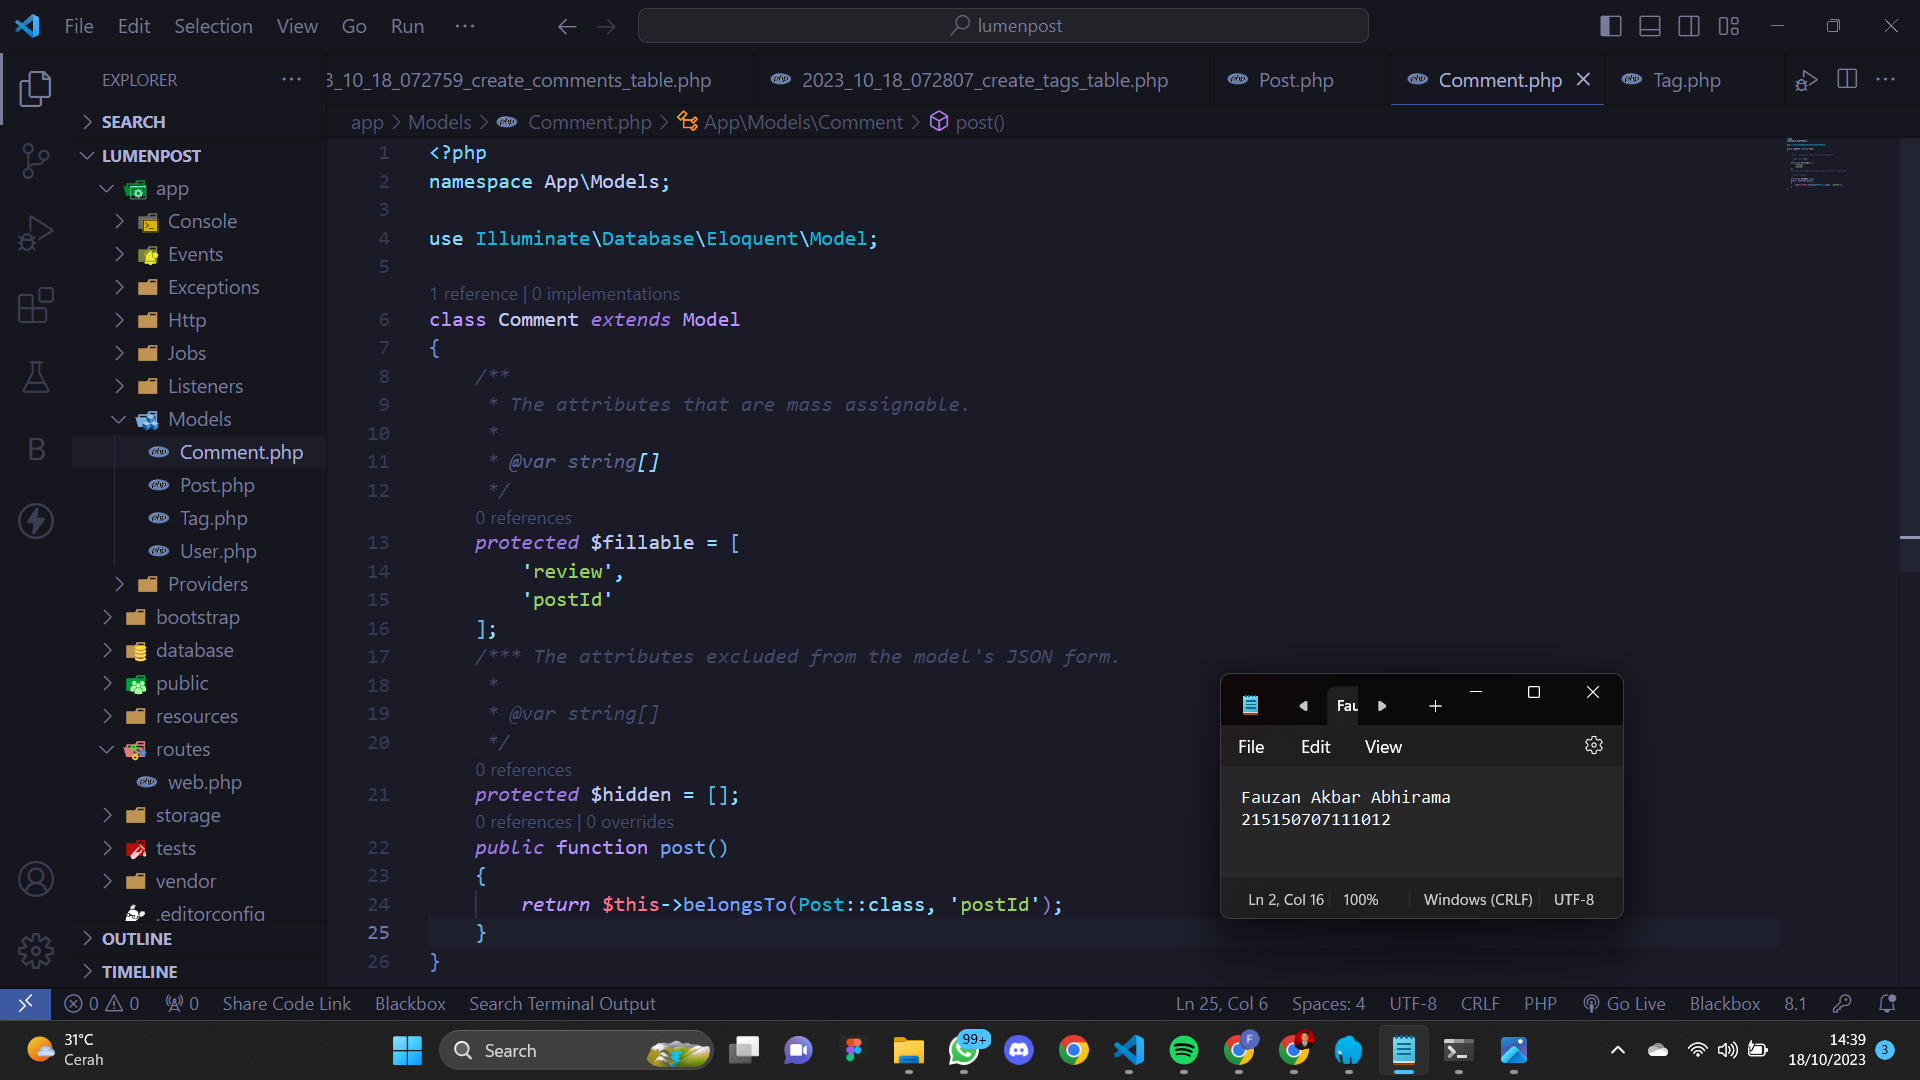 File Edit Selection View Go Run ···
lumenpost
EXPLORER ···
3_10_18_072759_create_comments_table.php
2023_10_18_072807_create_tags_table.php
Post.php
Comment.php
Tag.php
app > Models > Comment.php > App\Models\Comment > post()
SEARCH
LUMENPOST
app
Console
Events
Exceptions
Http
Jobs
Listeners
Models
Comment.php
Post.php
Tag.php
User.php
Providers
bootstrap
database
public
resources
routes
web.php
storage
tests
vendor
.editorconfig
OUTLINE
TIMELINE
B
1 <?php
2 namespace App\Models;
3
4 use Illuminate\Database\Eloquent\Model;
5
1 reference | 0 implementations
6 class Comment extends Model
7 {
8 /**
9 * The attributes that are mass assignable.
10 *
11 * @var string[]
12 */
0 references
13 protected $fillable = [
14 'review',
15 'postId'
16 ];
17 /*** The attributes excluded from the model's JSON form.
18 *
19 * @var string[]
20 */
0 references
21 protected $hidden = [];
0 references | 0 overrides
22 public function post()
23 {
24 return $this->belongsTo(Post::class, 'postId');
25 }
26 }
Fau
File Edit View
Fauzan Akbar Abhirama
215150707111012
Ln 2, Col 16 100% Windows (CRLF) UTF-8
0 0 0 Share Code Link Blackbox Search Terminal Output
Ln 25, Col 6 Spaces: 4 UTF-8 CRLF PHP Go Live Blackbox 8.1
31°C
Cerah
Search
99+
F
14:39
18/10/2023
3